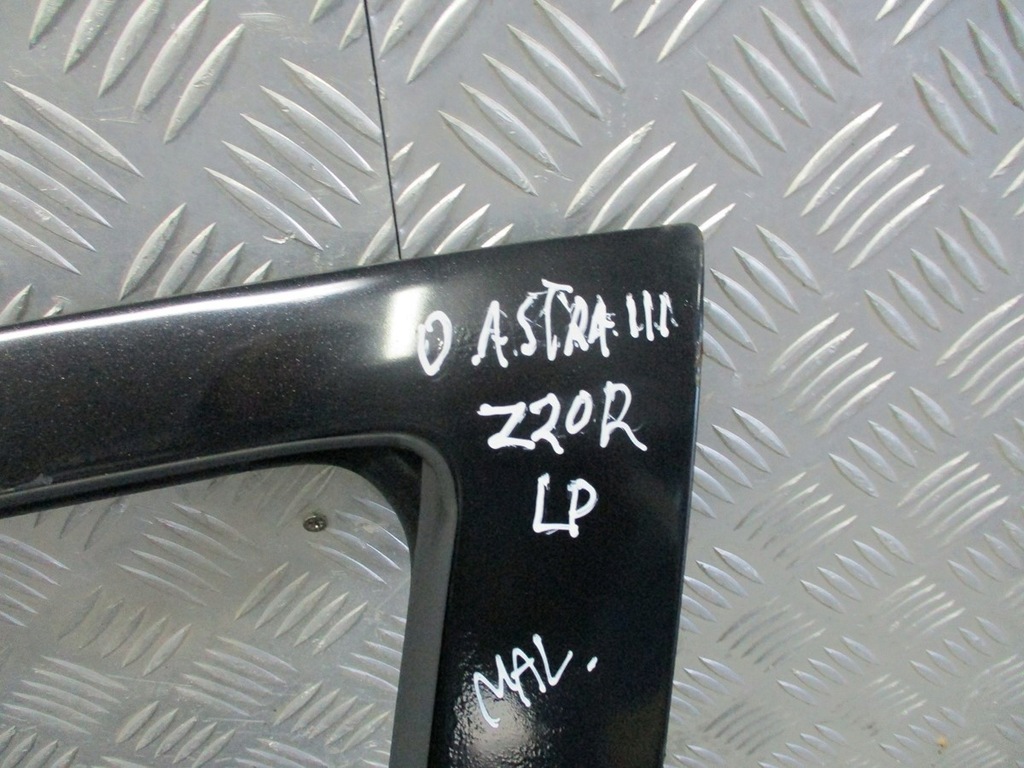 O ASTRA III
Z20R
LP
MAL.